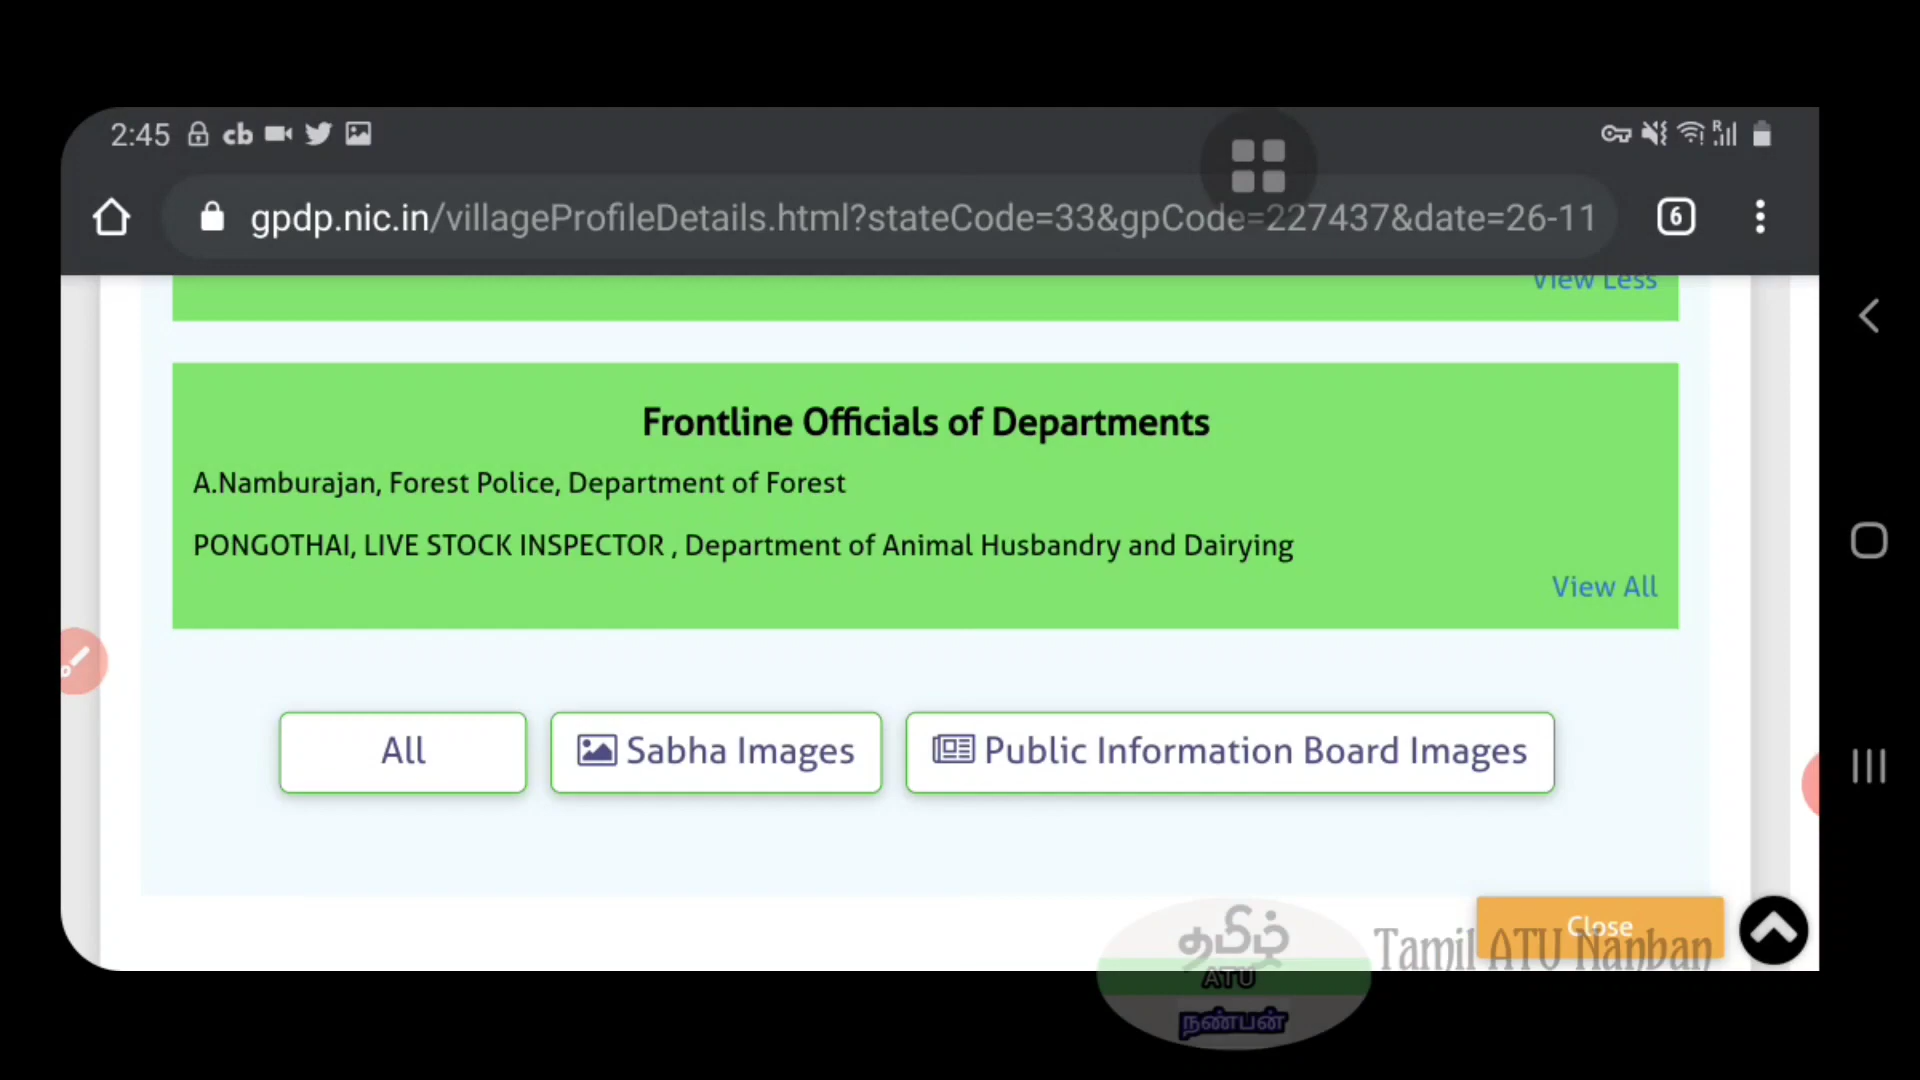 2:45 cb
gpdp.nic.in/villageProfileDetails.html?stateCode=33&gpCode=227437&date=26-11
6
View Less
Frontline Officials of Departments
A.Namburajan, Forest Police, Department of Forest
PONGOTHAI, LIVE STOCK INSPECTOR , Department of Animal Husbandry and Dairying
View All
All
Sabha Images
Public Information Board Images
Close
தமிழ்
ATU
நண்பன்
Tamil ATU Nanban